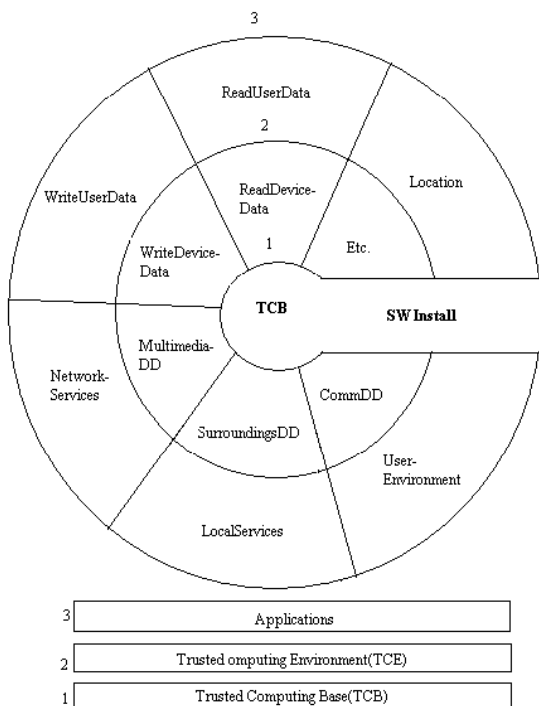 3
ReadUserData
2
Location
WriteUserData
ReadDevice-
Data
WriteDevice-
Data
1
Etc.
TCB
SW Install
Multimedia-
DD
Network-
Services
CommDD
SurroundingsDD
User-
Environment
LocalServices
3
Applications
2
Trusted omputing Environment(TCE)
1
Trusted Computing Base(TCB)